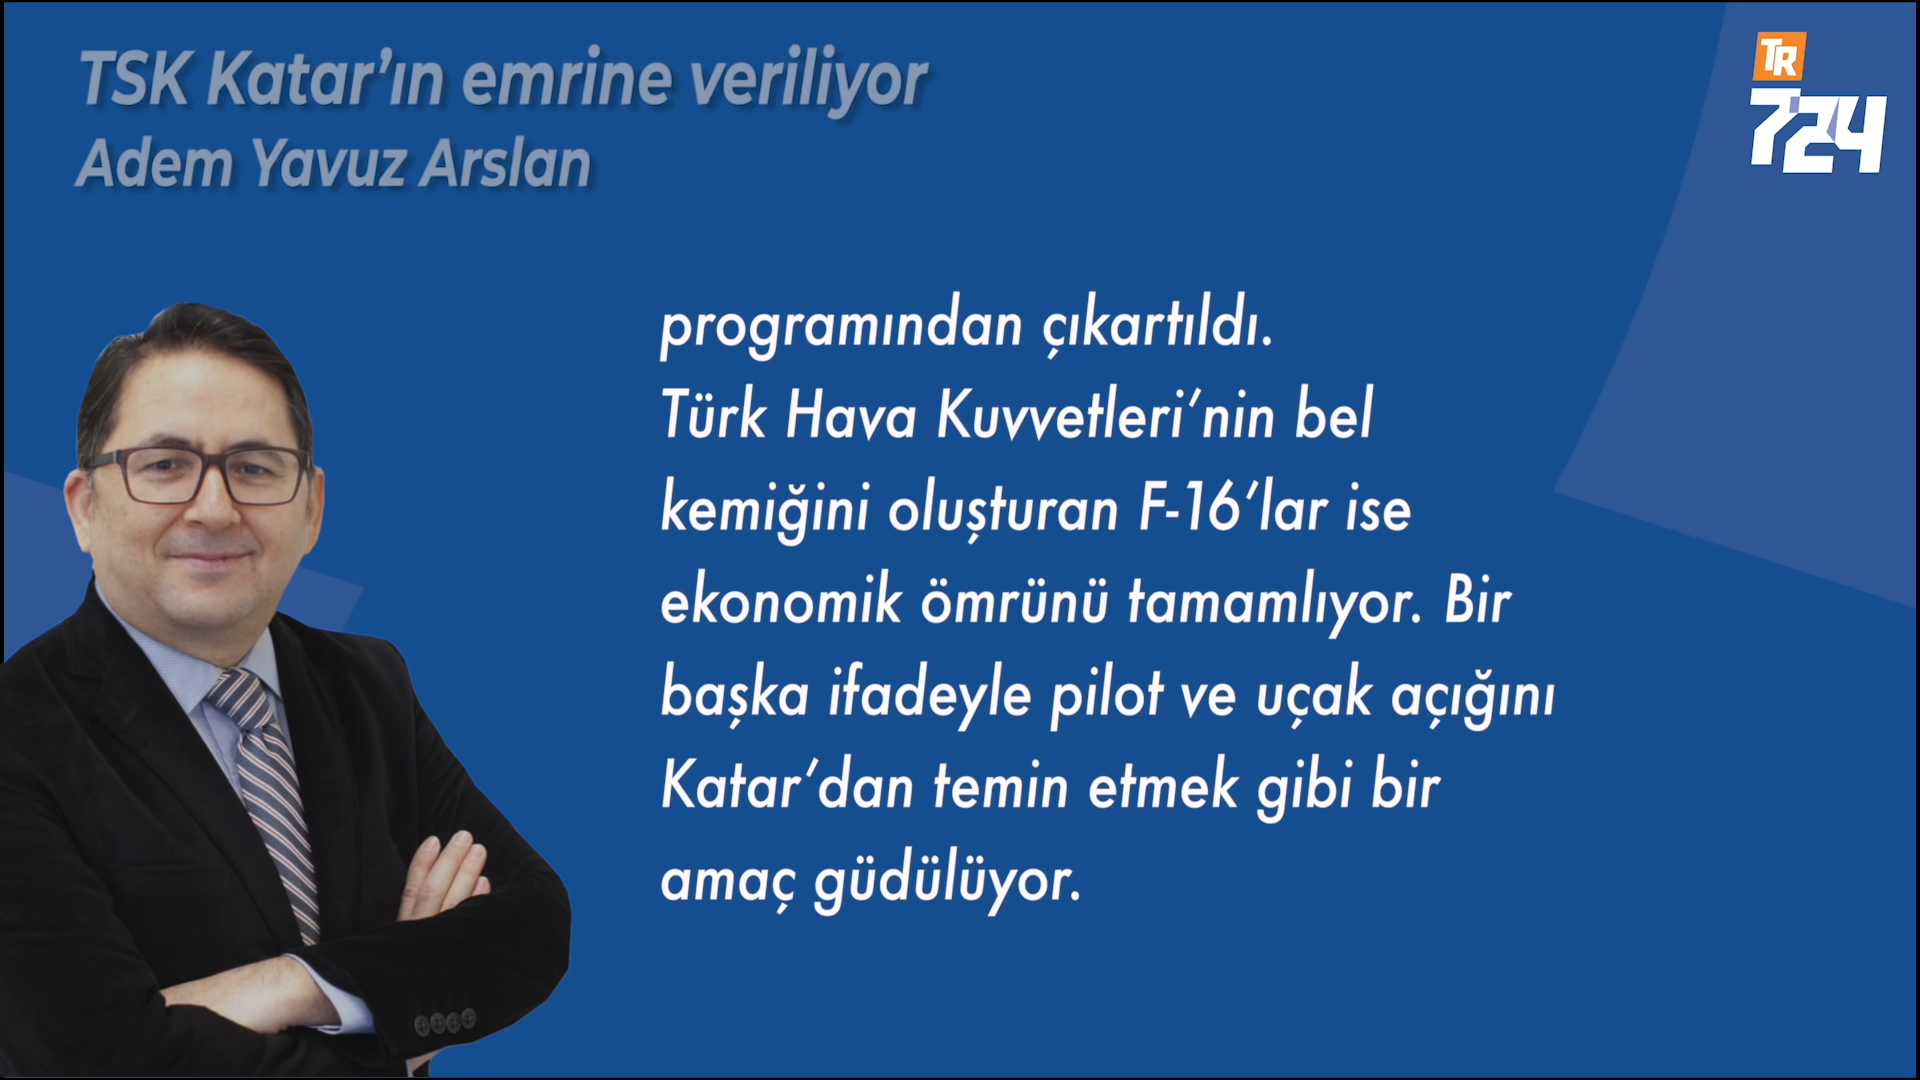 TSK Katar’ın emrine veriliyor
Adem Yavuz Arslan
TR
724
programından çıkartıldı.
Türk Hava Kuvvetleri’nin bel
kemiğini oluşturan F-16’lar ise
ekonomik ömrünü tamamlıyor. Bir
başka ifadeyle pilot ve uçak açığını
Katar’dan temin etmek gibi bir
amaç güdülüyor.